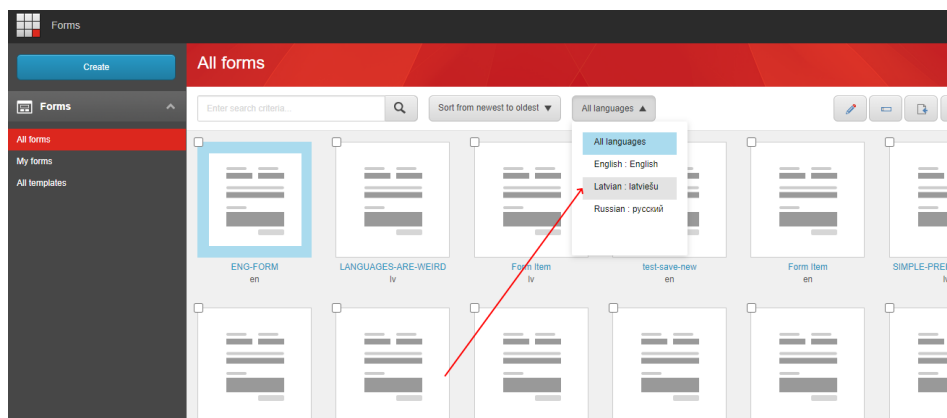 Forms
Create
All forms
Forms
Enter search criteria...
Sort from newest to oldest ▼
All languages ▲
All forms
My forms
All templates
All languages
English : English
Latvian : latviešu
Russian : русский
ENG-FORM
en
LANGUAGES-ARE-WEIRD
lv
Form Item
lv
test-save-new
en
Form Item
en